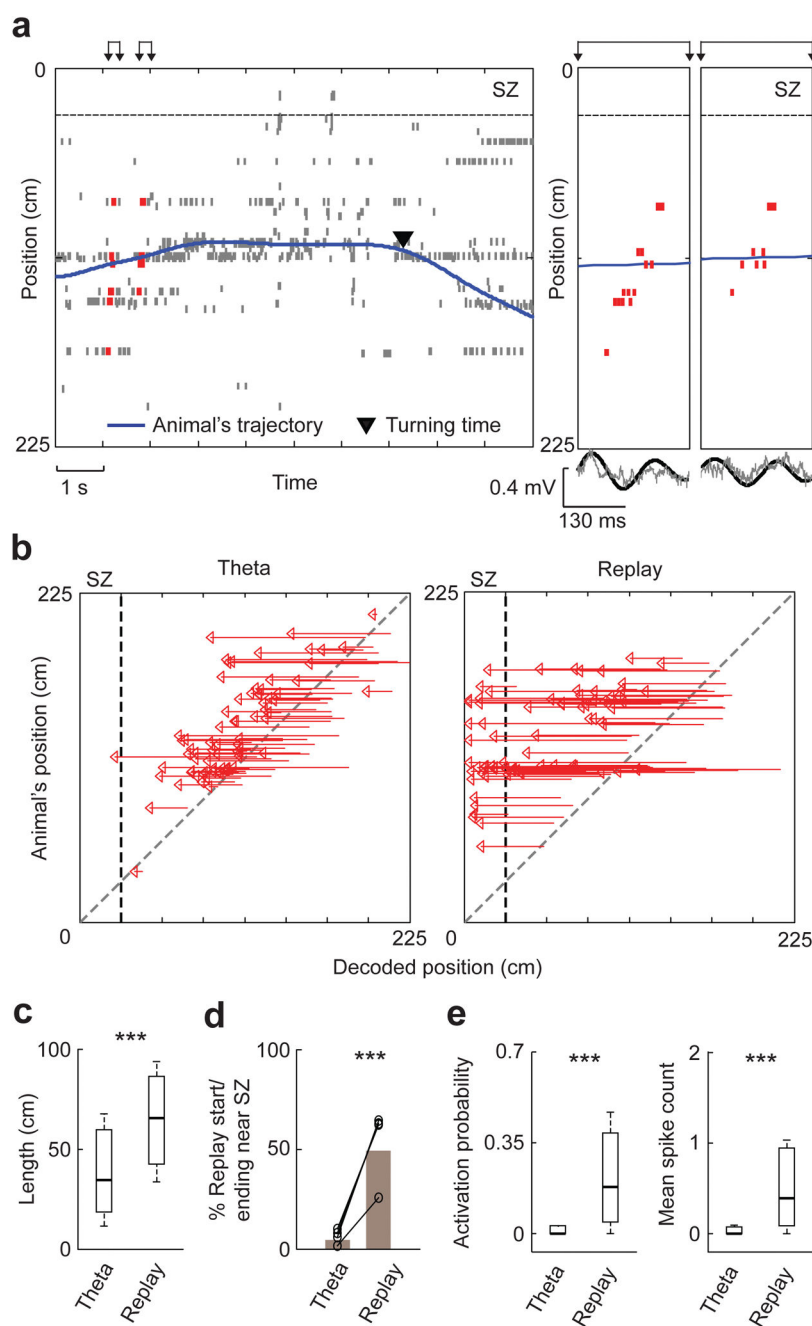 a
0
SZ
Position (cm)
Animal's trajectory
Turning time
225
1 s
Time
0
SZ
Position (cm)
225
0.4 mV
130 ms
b
SZ
Theta
225
Animal's position (cm)
0
225
SZ
Replay
225
0
225
Decoded position (cm)
c
***
100
50
0
Length (cm)
Theta
Replay
d
***
100
50
0
% Replay start/
ending near SZ
Theta
Replay
e
***
0.7
0.35
0
Activation probability
Theta
Replay
***
2
1
0
Mean spike count
Theta
Replay